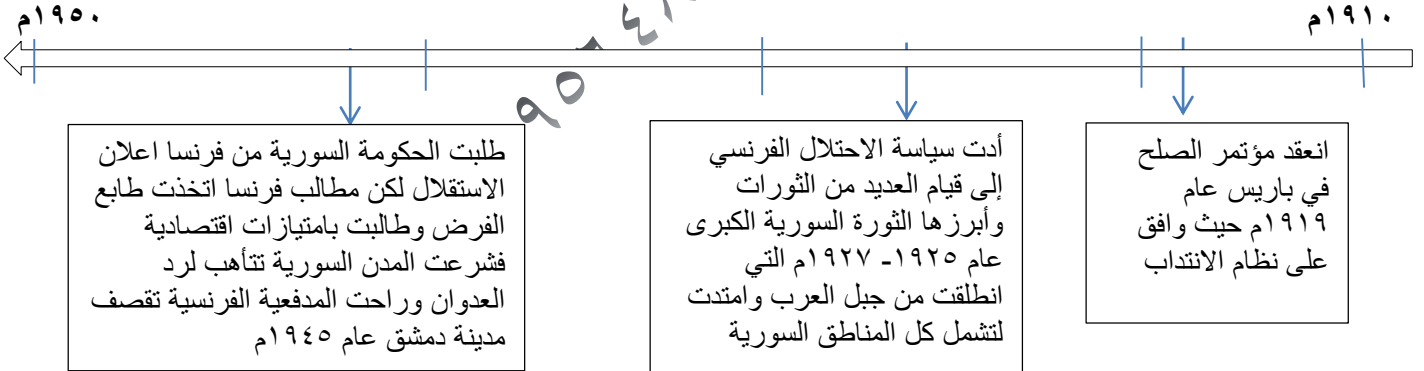 ١٩١٠م
١٩٥٠م
٩٥٢ ٤
انعقد مؤتمر الصلح
في باريس عام
١٩١٩م حيث وافق
على نظام الانتداب
أدت سياسة الاحتلال الفرنسي
إلى قيام العديد من الثورات
وأبرزها الثورة السورية الكبرى
عام ١٩٢٥- ١٩٢٧م التي
انطلقت من جبل العرب وامتدت
لتشمل كل المناطق السورية
طلبت الحكومة السورية من فرنسا اعلان
الاستقلال لكن مطالب فرنسا اتخذت طابع
الفرض وطالبت بامتيازات اقتصادية
فشرعت المدن السورية تتأهب لرد
العدوان وراحت المدفعية الفرنسية تقصف
مدينة دمشق عام ١٩٤٥م